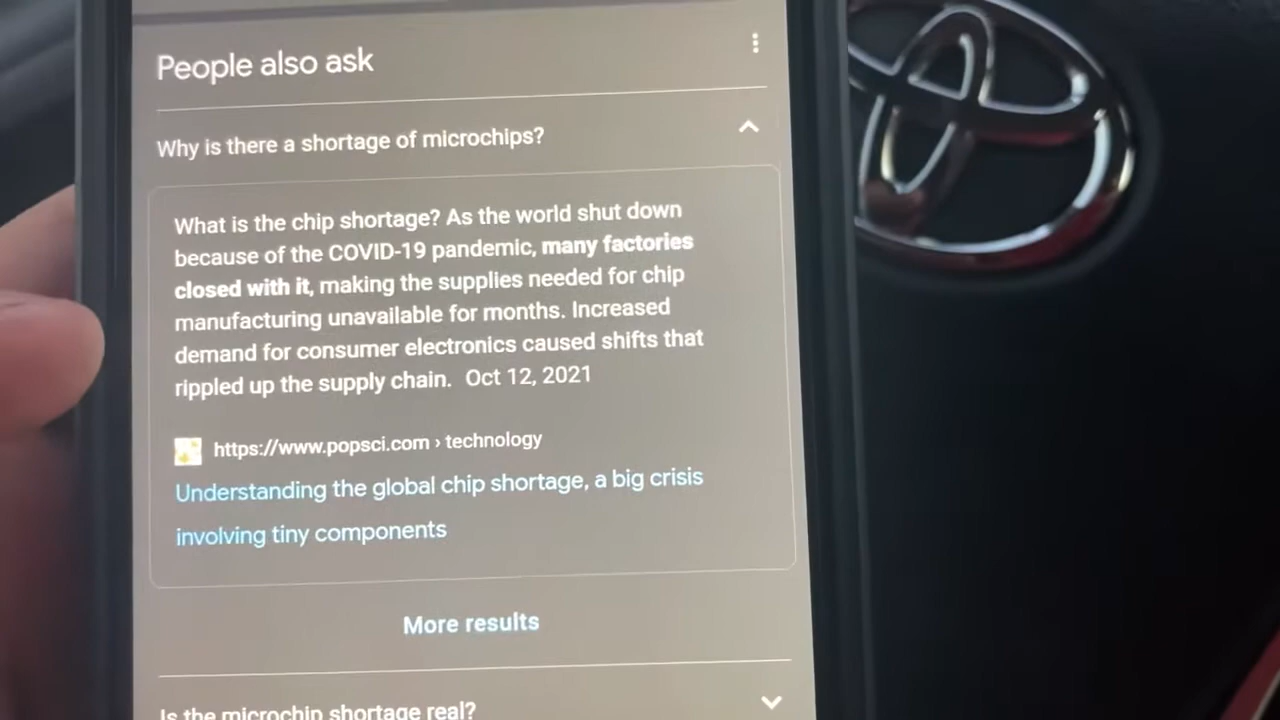 People also ask
Why is there a shortage of microchips?
What is the chip shortage? As the world shut down
because of the COVID-19 pandemic, many factories
closed with it, making the supplies needed for chip
manufacturing unavailable for months. Increased
demand for consumer electronics caused shifts that
rippled up the supply chain. Oct 12, 2021
https://www.popsci.com › technology
Understanding the global chip shortage, a big crisis
involving tiny components
More results
Is the microchip shortage real?